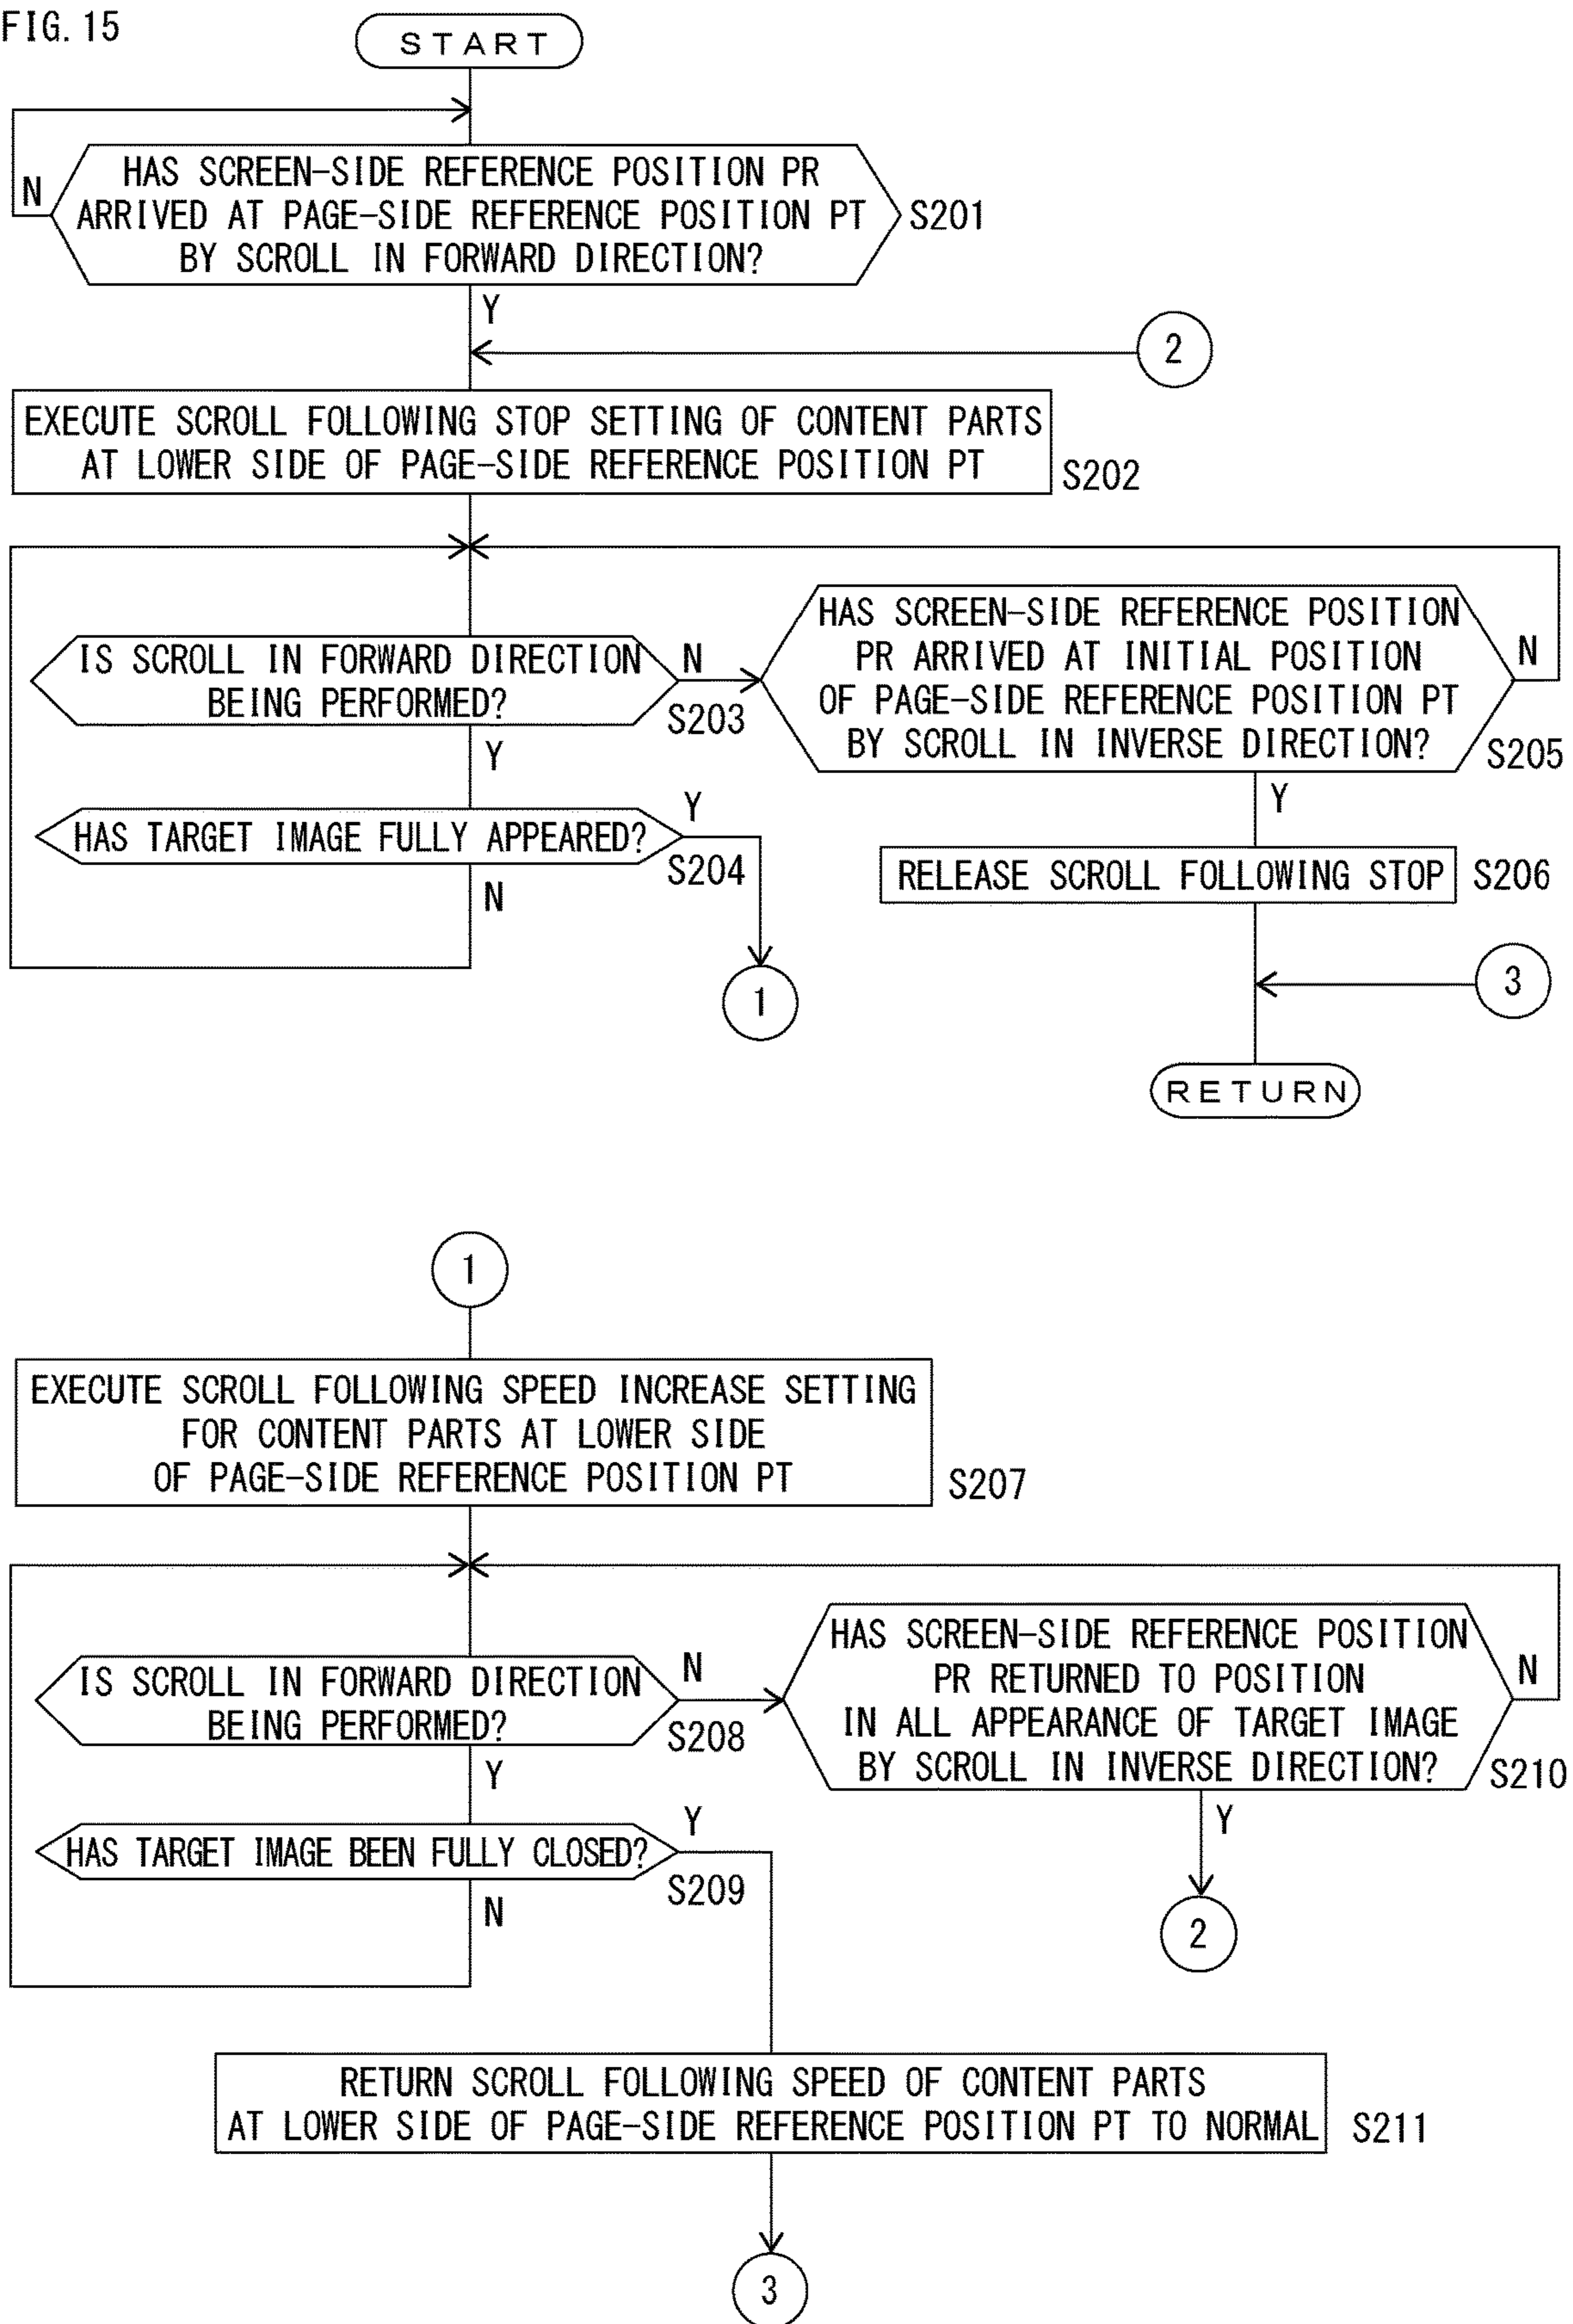 FIG. 15
START
HAS SCREEN-SIDE REFERENCE POSITION PR
ARRIVED AT PAGE-SIDE REFERENCE POSITION PT
BY SCROLL IN FORWARD DIRECTION?
N
S201
Y
2
EXECUTE SCROLL FOLLOWING STOP SETTING OF CONTENT PARTS
AT LOWER SIDE OF PAGE-SIDE REFERENCE POSITION PT
S202
IS SCROLL IN FORWARD DIRECTION
BEING PERFORMED?
N
S203
Y
HAS SCREEN-SIDE REFERENCE POSITION
PR ARRIVED AT INITIAL POSITION
OF PAGE-SIDE REFERENCE POSITION PT
BY SCROLL IN INVERSE DIRECTION?
N
S205
Y
HAS TARGET IMAGE FULLY APPEARED?
Y
S204
N
RELEASE SCROLL FOLLOWING STOP
S206
1
3
RETURN
1
EXECUTE SCROLL FOLLOWING SPEED INCREASE SETTING
FOR CONTENT PARTS AT LOWER SIDE
OF PAGE-SIDE REFERENCE POSITION PT
S207
IS SCROLL IN FORWARD DIRECTION
BEING PERFORMED?
N
S208
Y
HAS SCREEN-SIDE REFERENCE POSITION
PR RETURNED TO POSITION
IN ALL APPEARANCE OF TARGET IMAGE
BY SCROLL IN INVERSE DIRECTION?
N
S210
Y
HAS TARGET IMAGE BEEN FULLY CLOSED?
Y
S209
N
2
RETURN SCROLL FOLLOWING SPEED OF CONTENT PARTS
AT LOWER SIDE OF PAGE-SIDE REFERENCE POSITION PT TO NORMAL
S211
3